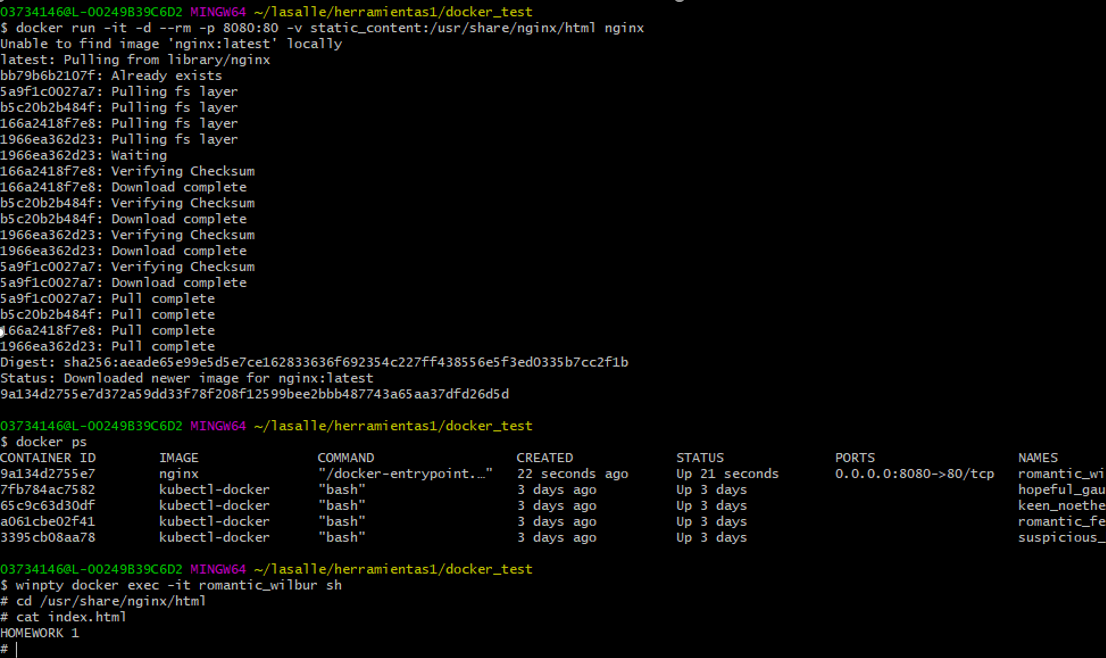 03734146@L-00249B39C6D2 MINGW64 ~/lasalle/herramientas1/docker_test
$ docker run -it -d --rm -p 8080:80 -v static_content:/usr/share/nginx/html nginx
Unable to find image 'nginx:latest' locally
latest: Pulling from library/nginx
bb79b6b2107f: Already exists
5a9f1c0027a7: Pulling fs layer
b5c20b2b484f: Pulling fs layer
166a2418f7e8: Pulling fs layer
1966ea362d23: Pulling fs layer
1966ea362d23: Waiting
166a2418f7e8: Verifying Checksum
166a2418f7e8: Download complete
b5c20b2b484f: Verifying Checksum
b5c20b2b484f: Download complete
1966ea362d23: Verifying Checksum
1966ea362d23: Download complete
5a9f1c0027a7: Verifying Checksum
5a9f1c0027a7: Download complete
5a9f1c0027a7: Pull complete
b5c20b2b484f: Pull complete
166a2418f7e8: Pull complete
1966ea362d23: Pull complete
Digest: sha256:aeade65e99e5d5e7ce162833636f692354c227ff438556e5f3ed0335b7cc2f1b
Status: Downloaded newer image for nginx:latest
9a134d2755e7d372a59dd33f78f208f12599bee2bbb487743a65aa37dfd26d5d
03734146@L-00249B39C6D2 MINGW64 ~/lasalle/herramientas1/docker_test
$ docker ps
CONTAINER ID IMAGE COMMAND CREATED STATUS PORTS NAMES
9a134d2755e7 nginx "/docker-entrypoint.…" 22 seconds ago Up 21 seconds 0.0.0.0:8080->80/tcp romantic_wi
7fb784ac7582 kubectl-docker "bash" 3 days ago Up 3 days hopeful_gau
65c9c63d30df kubectl-docker "bash" 3 days ago Up 3 days keen_noethe
a061cbe02f41 kubectl-docker "bash" 3 days ago Up 3 days romantic_fe
3395cb08aa78 kubectl-docker "bash" 3 days ago Up 3 days suspicious_
03734146@L-00249B39C6D2 MINGW64 ~/lasalle/herramientas1/docker_test
$ winpty docker exec -it romantic_wilbur sh
# cd /usr/share/nginx/html
# cat index.html
HOMEWORK 1
#